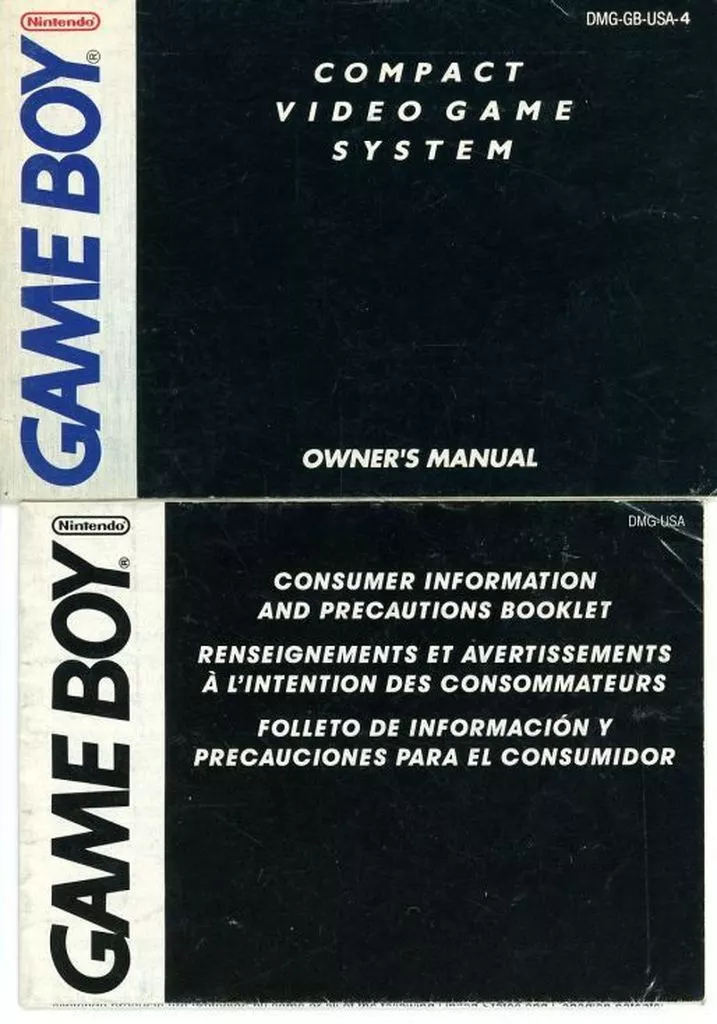 Nintendo
GAME BOY®
DMG-GB-USA-4
COMPACT
VIDEO GAME
SYSTEM
OWNER'S MANUAL
Nintendo
GAME BOY®
DMG-USA
CONSUMER INFORMATION
AND PRECAUTIONS BOOKLET
RENSEIGNEMENTS ET AVERTISSEMENTS
À L'INTENTION DES CONSOMMATEURS
FOLLETO DE INFORMACIÓN Y
PRECAUCIONES PARA EL CONSUMIDOR